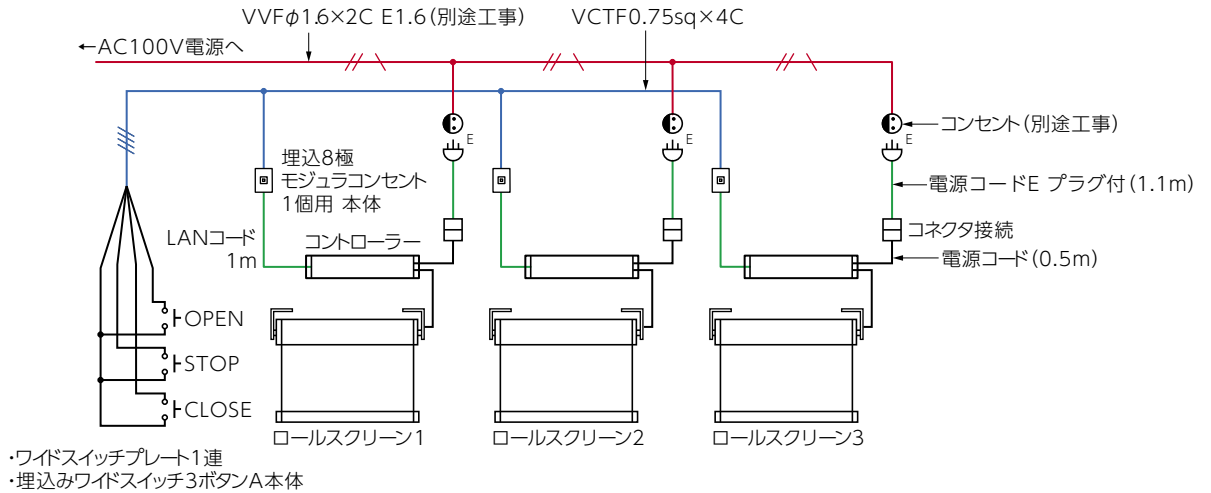 VVFφ1.6×2C E1.6(別途工事)
VCTF0.75sq×4C
←AC100V電源へ
E
E
E
コンセント(別途工事)
埋込8極
モジュラコンセント
1個用 本体
電源コードE プラグ付(1.1m)
LANコード
1m
コントローラー
コネクタ接続
電源コード(0.5m)
OPEN
STOP
CLOSE
ロールスクリーン1
ロールスクリーン2
ロールスクリーン3
・ワイドスイッチプレート1連
・埋込みワイドスイッチ3ボタンA本体